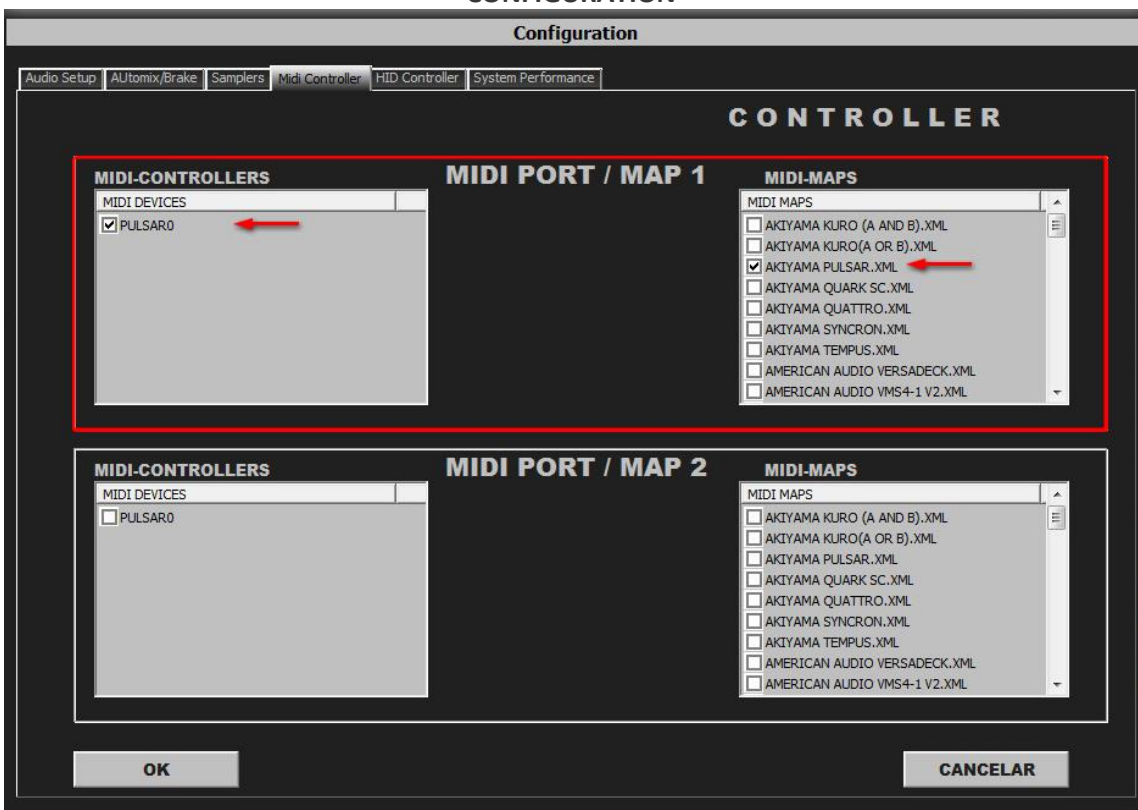 CONFIGURATION
Configuration
Audio Setup AUtomix/Brake Samplers Midi Controller HID Controller System Performance
CONTROLLER
MIDI-CONTROLLERS MIDI PORT / MAP 1 MIDI-MAPS
MIDI DEVICES
PULSAR0
MIDI MAPS
AKIYAMA KURO (A AND B).XML
AKIYAMA KURO(A OR B).XML
AKIYAMA PULSAR.XML
AKIYAMA QUARK SC.XML
AKIYAMA QUATTRO.XML
AKIYAMA SYNCRON.XML
AKIYAMA TEMPUS.XML
AMERICAN AUDIO VERSADECK.XML
AMERICAN AUDIO VMS4-1 V2.XML
MIDI-CONTROLLERS MIDI PORT / MAP 2 MIDI-MAPS
MIDI DEVICES
PULSAR0
MIDI MAPS
AKIYAMA KURO (A AND B).XML
AKIYAMA KURO(A OR B).XML
AKIYAMA PULSAR.XML
AKIYAMA QUARK SC.XML
AKIYAMA QUATTRO.XML
AKIYAMA SYNCRON.XML
AKIYAMA TEMPUS.XML
AMERICAN AUDIO VERSADECK.XML
AMERICAN AUDIO VMS4-1 V2.XML
OK CANCELAR